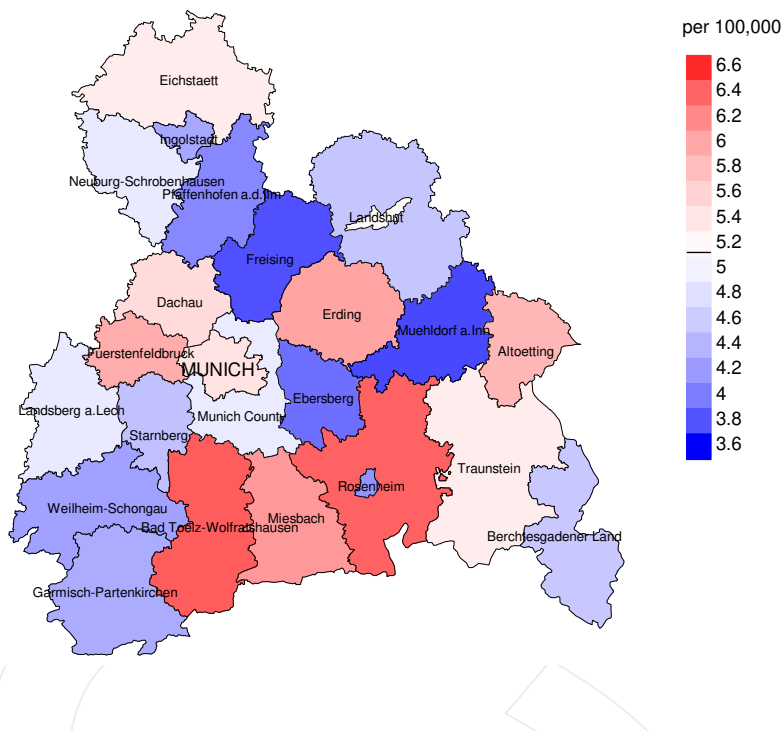 per 100,000
6.6
6.4
6.2
6
5.8
5.6
5.4
5.2
5
4.8
4.6
4.4
4.2
4
3.8
3.6
Eichstaett
Ingolstadt
Neuburg-Schrobenhausen
Pfaffenhofen a.d.Ilm
Landshut
Freising
Dachau
Erding
Muehldorf a.Inn
Altoetting
Fuerstenfeldbruck
MUNICH
Ebersberg
Landsberg a.Lech
Munich County
Starnberg
Traunstein
Rosenheim
Weilheim-Schongau
Miesbach
Bad Toelz-Wolfratshausen
Berchtesgadener Land
Garmisch-Partenkirchen